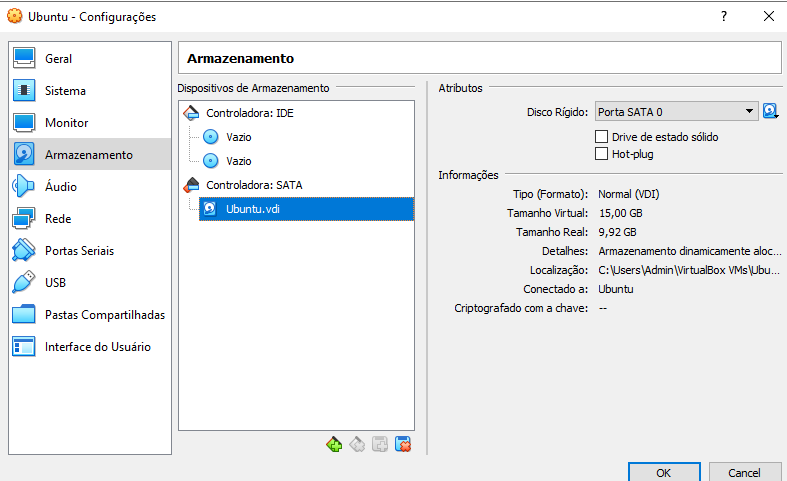 Ubuntu - Configurações
?
Geral
Sistema
Monitor
Armazenamento
Áudio
Rede
Portas Seriais
USB
Pastas Compartilhadas
Interface do Usuário
Armazenamento
Dispositivos de Armazenamento
Controladora: IDE
Vazio
Vazio
Controladora: SATA
Ubuntu.vdi
Atributos
Disco Rígido: Porta SATA 0
Drive de estado sólido
Hot-plug
Informações
Tipo (Formato): Normal (VDI)
Tamanho Virtual: 15,00 GB
Tamanho Real: 9,92 GB
Detalhes: Armazenamento dinamicamente aloc...
Localização: C:\Users\Admin\VirtualBox VMs\Ubu...
Conectado a: Ubuntu
Criptografado com a chave: --
OK
Cancel